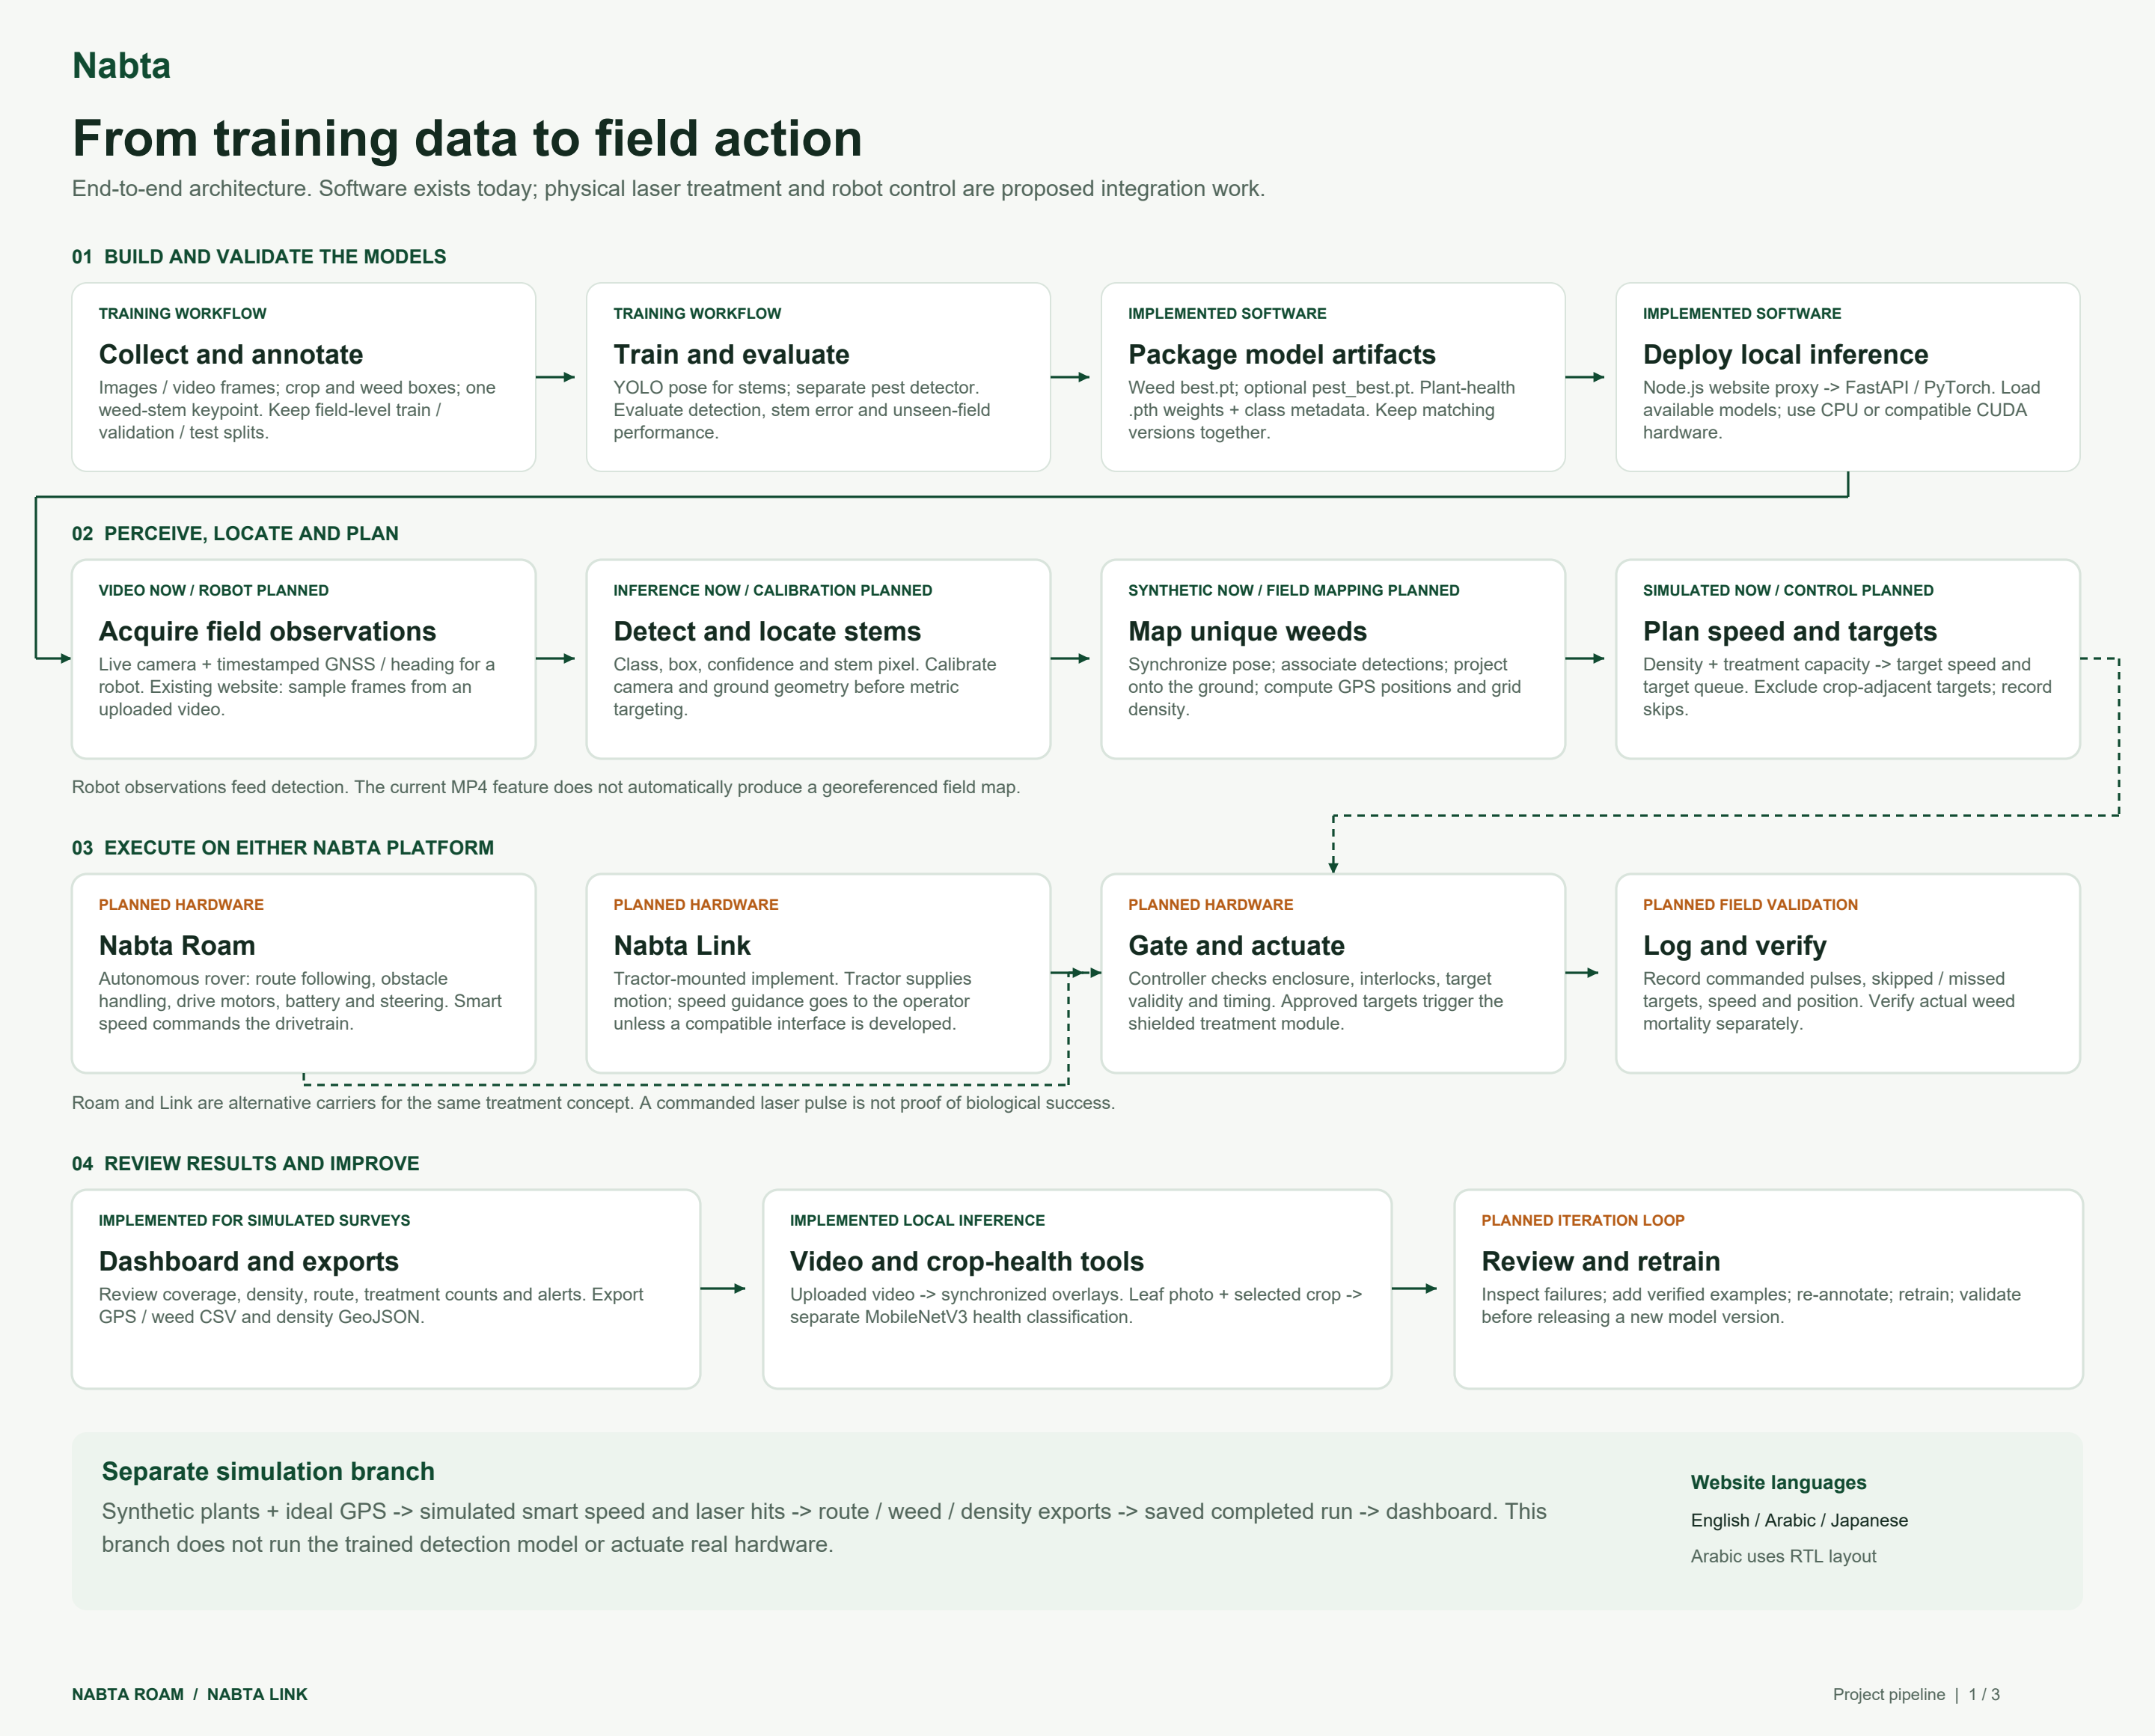 Nabta
From training data to field action
End-to-end architecture. Software exists today; physical laser treatment and robot control are proposed integration work.
01 BUILD AND VALIDATE THE MODELS
TRAINING WORKFLOW
Collect and annotate
Images / video frames; crop and weed boxes; one
weed-stem keypoint. Keep field-level train /
validation / test splits.
TRAINING WORKFLOW
Train and evaluate
YOLO pose for stems; separate pest detector.
Evaluate detection, stem error and unseen-field
performance.
IMPLEMENTED SOFTWARE
Package model artifacts
Weed best.pt; optional pest_best.pt. Plant-health
.pth weights + class metadata. Keep matching
versions together.
IMPLEMENTED SOFTWARE
Deploy local inference
Node.js website proxy -> FastAPI / PyTorch. Load
available models; use CPU or compatible CUDA
hardware.
02 PERCEIVE, LOCATE AND PLAN
VIDEO NOW / ROBOT PLANNED
Acquire field observations
Live camera + timestamped GNSS / heading for a
robot. Existing website: sample frames from an
uploaded video.
INFERENCE NOW / CALIBRATION PLANNED
Detect and locate stems
Class, box, confidence and stem pixel. Calibrate
camera and ground geometry before metric
targeting.
SYNTHETIC NOW / FIELD MAPPING PLANNED
Map unique weeds
Synchronize pose; associate detections; project
onto the ground; compute GPS positions and grid
density.
SIMULATED NOW / CONTROL PLANNED
Plan speed and targets
Density + treatment capacity -> target speed and
target queue. Exclude crop-adjacent targets; record
skips.
Robot observations feed detection. The current MP4 feature does not automatically produce a georeferenced field map.
03 EXECUTE ON EITHER NABTA PLATFORM
PLANNED HARDWARE
Nabta Roam
Autonomous rover: route following, obstacle
handling, drive motors, battery and steering. Smart
speed commands the drivetrain.
PLANNED HARDWARE
Nabta Link
Tractor-mounted implement. Tractor supplies
motion; speed guidance goes to the operator
unless a compatible interface is developed.
PLANNED HARDWARE
Gate and actuate
Controller checks enclosure, interlocks, target
validity and timing. Approved targets trigger the
shielded treatment module.
PLANNED FIELD VALIDATION
Log and verify
Record commanded pulses, skipped / missed
targets, speed and position. Verify actual weed
mortality separately.
Roam and Link are alternative carriers for the same treatment concept. A commanded laser pulse is not proof of biological success.
04 REVIEW RESULTS AND IMPROVE
IMPLEMENTED FOR SIMULATED SURVEYS
Dashboard and exports
Review coverage, density, route, treatment counts and alerts. Export
GPS / weed CSV and density GeoJSON.
IMPLEMENTED LOCAL INFERENCE
Video and crop-health tools
Uploaded video -> synchronized overlays. Leaf photo + selected crop ->
separate MobileNetV3 health classification.
PLANNED ITERATION LOOP
Review and retrain
Inspect failures; add verified examples; re-annotate; retrain; validate
before releasing a new model version.
Separate simulation branch
Synthetic plants + ideal GPS -> simulated smart speed and laser hits -> route / weed / density exports -> saved completed run -> dashboard. This
branch does not run the trained detection model or actuate real hardware.
Website languages
English / Arabic / Japanese
Arabic uses RTL layout
NABTA ROAM / NABTA LINK
Project pipeline | 1 / 3